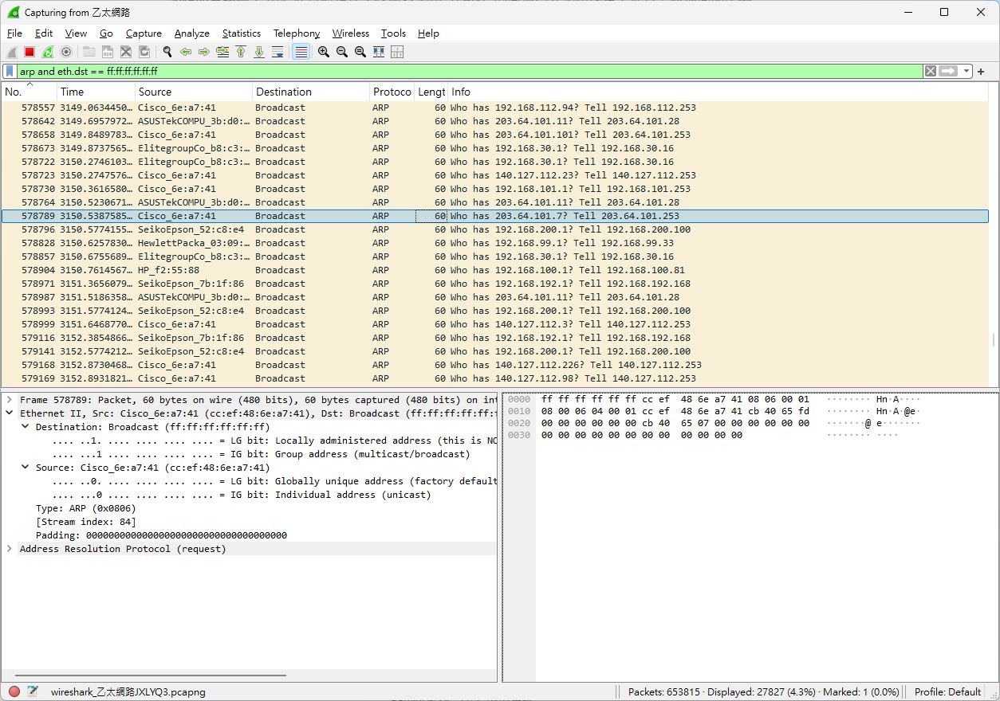 Capturing from 乙太網路
File Edit View Go Capture Analyze Statistics Telephony Wireless Tools Help
arp and eth.dst == ff:ff:ff:ff:ff:ff
No. Time Source Destination Protoco Lengt Info
578557 3149.0634450… Cisco_6e:a7:41 Broadcast ARP 60 Who has 192.168.112.94? Tell 192.168.112.253
578642 3149.6957972… ASUSTekCOMPU_3b:d0:… Broadcast ARP 60 Who has 203.64.101.11? Tell 203.64.101.28
578658 3149.8489783… Cisco_6e:a7:41 Broadcast ARP 60 Who has 203.64.101.101? Tell 203.64.101.253
578673 3149.8737565… ElitegroupCo_b8:c3:… Broadcast ARP 60 Who has 192.168.30.1? Tell 192.168.30.16
578722 3150.2746103… ElitegroupCo_b8:c3:… Broadcast ARP 60 Who has 192.168.30.1? Tell 192.168.30.16
578723 3150.2747576… Cisco_6e:a7:41 Broadcast ARP 60 Who has 140.127.112.23? Tell 140.127.112.253
578730 3150.3616580… Cisco_6e:a7:41 Broadcast ARP 60 Who has 192.168.101.1? Tell 192.168.101.253
578764 3150.5230671… ASUSTekCOMPU_3b:d0:… Broadcast ARP 60 Who has 203.64.101.11? Tell 203.64.101.28
578789 3150.5387585… Cisco_6e:a7:41 Broadcast ARP 60 Who has 203.64.101.7? Tell 203.64.101.253
578796 3150.5774155… SeikoEpson_52:c8:e4 Broadcast ARP 60 Who has 192.168.200.1? Tell 192.168.200.100
578828 3150.6257830… HewlettPacka_03:09:… Broadcast ARP 60 Who has 192.168.99.1? Tell 192.168.99.33
578857 3150.6755689… ElitegroupCo_b8:c3:… Broadcast ARP 60 Who has 192.168.30.1? Tell 192.168.30.16
578904 3150.7614567… HP_f2:55:88 Broadcast ARP 60 Who has 192.168.100.1? Tell 192.168.100.81
578971 3151.3656079… SeikoEpson_7b:1f:86 Broadcast ARP 60 Who has 192.168.192.1? Tell 192.168.192.168
578987 3151.5186358… ASUSTekCOMPU_3b:d0:… Broadcast ARP 60 Who has 203.64.101.11? Tell 203.64.101.28
578993 3151.5774124… SeikoEpson_52:c8:e4 Broadcast ARP 60 Who has 192.168.200.1? Tell 192.168.200.100
578999 3151.6468770… Cisco_6e:a7:41 Broadcast ARP 60 Who has 140.127.112.3? Tell 140.127.112.253
579116 3152.3854866… SeikoEpson_7b:1f:86 Broadcast ARP 60 Who has 192.168.192.1? Tell 192.168.192.168
579141 3152.5774212… SeikoEpson_52:c8:e4 Broadcast ARP 60 Who has 192.168.200.1? Tell 192.168.200.100
579168 3152.8730468… Cisco_6e:a7:41 Broadcast ARP 60 Who has 140.127.112.226? Tell 140.127.112.253
579169 3152.8931821… Cisco_6e:a7:41 Broadcast ARP 60 Who has 140.127.112.98? Tell 140.127.112.253
Frame 578789: Packet, 60 bytes on wire (480 bits), 60 bytes captured (480 bits) on int
Ethernet II, Src: Cisco_6e:a7:41 (cc:ef:48:6e:a7:41), Dst: Broadcast (ff:ff:ff:ff:ff:f
Destination: Broadcast (ff:ff:ff:ff:ff:ff)
.... ..1. .... .... .... .... = LG bit: Locally administered address (this is NO
.... ...1 .... .... .... .... = IG bit: Group address (multicast/broadcast)
Source: Cisco_6e:a7:41 (cc:ef:48:6e:a7:41)
.... ..0. .... .... .... .... = LG bit: Globally unique address (factory default
.... ...0 .... .... .... .... = IG bit: Individual address (unicast)
Type: ARP (0x0806)
[Stream index: 84]
Padding: 000000000000000000000000000000000000
Address Resolution Protocol (request)
0000 ff ff ff ff ff ff cc ef 48 6e a7 41 08 06 00 01 ········ Hn·A····
0010 08 00 06 04 00 01 cc ef 48 6e a7 41 cb 40 65 fd ········ Hn·A·@e·
0020 00 00 00 00 00 00 cb 40 65 07 00 00 00 00 00 00 ·······@ e·······
0030 00 00 00 00 00 00 00 00 00 00 00 00 ········ ····
wireshark_乙太網路JXLYQ3.pcapng
Packets: 653815 · Displayed: 27827 (4.3%) · Marked: 1 (0.0%)
Profile: Default